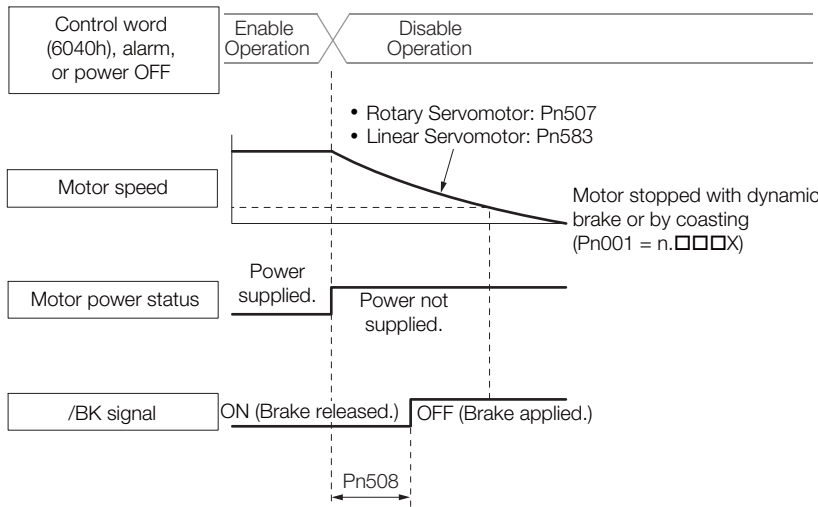 Control word
(6040h), alarm,
or power OFF
Enable
Operation
Disable
Operation
• Rotary Servomotor: Pn507
• Linear Servomotor: Pn583
Motor speed
Motor stopped with dynamic
brake or by coasting
(Pn001 = n.□□□X)
Motor power status
Power
supplied.
Power not
supplied.
/BK signal
ON (Brake released.)
OFF (Brake applied.)
Pn508